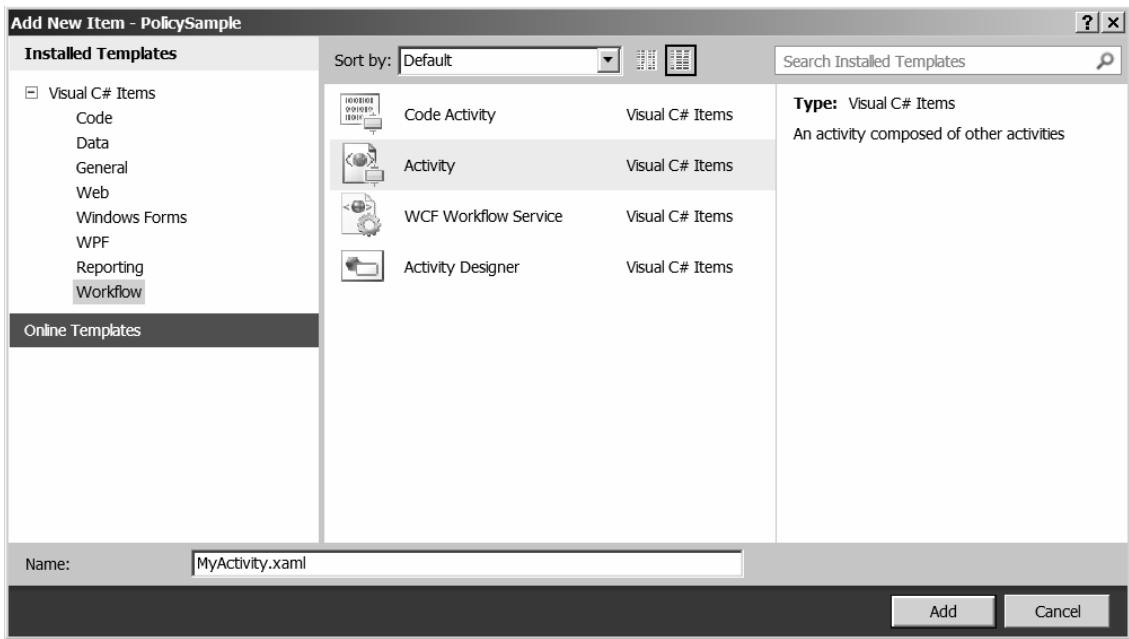 Add New Item - PolicySample
Installed Templates
Visual C# Items
Code
Data
General
Web
Windows Forms
WPF
Reporting
Workflow
Online Templates
Sort by: Default
Search Installed Templates
Code Activity Visual C# Items
Activity Visual C# Items
WCF Workflow Service Visual C# Items
Activity Designer Visual C# Items
Type: Visual C# Items
An activity composed of other activities
Name: MyActivity.xaml
Add Cancel